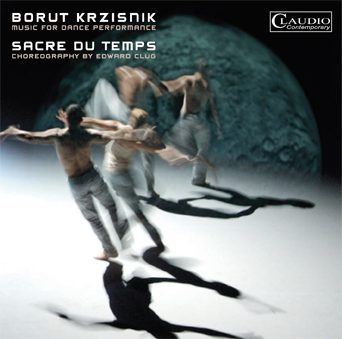 BORUT KRZISNIK
MUSIC FOR DANCE PERFORMANCE
SACRE DU TEMPS
CHOREOGRAPHY BY EDWARD CLUG
CLAUDIO
Contemporary